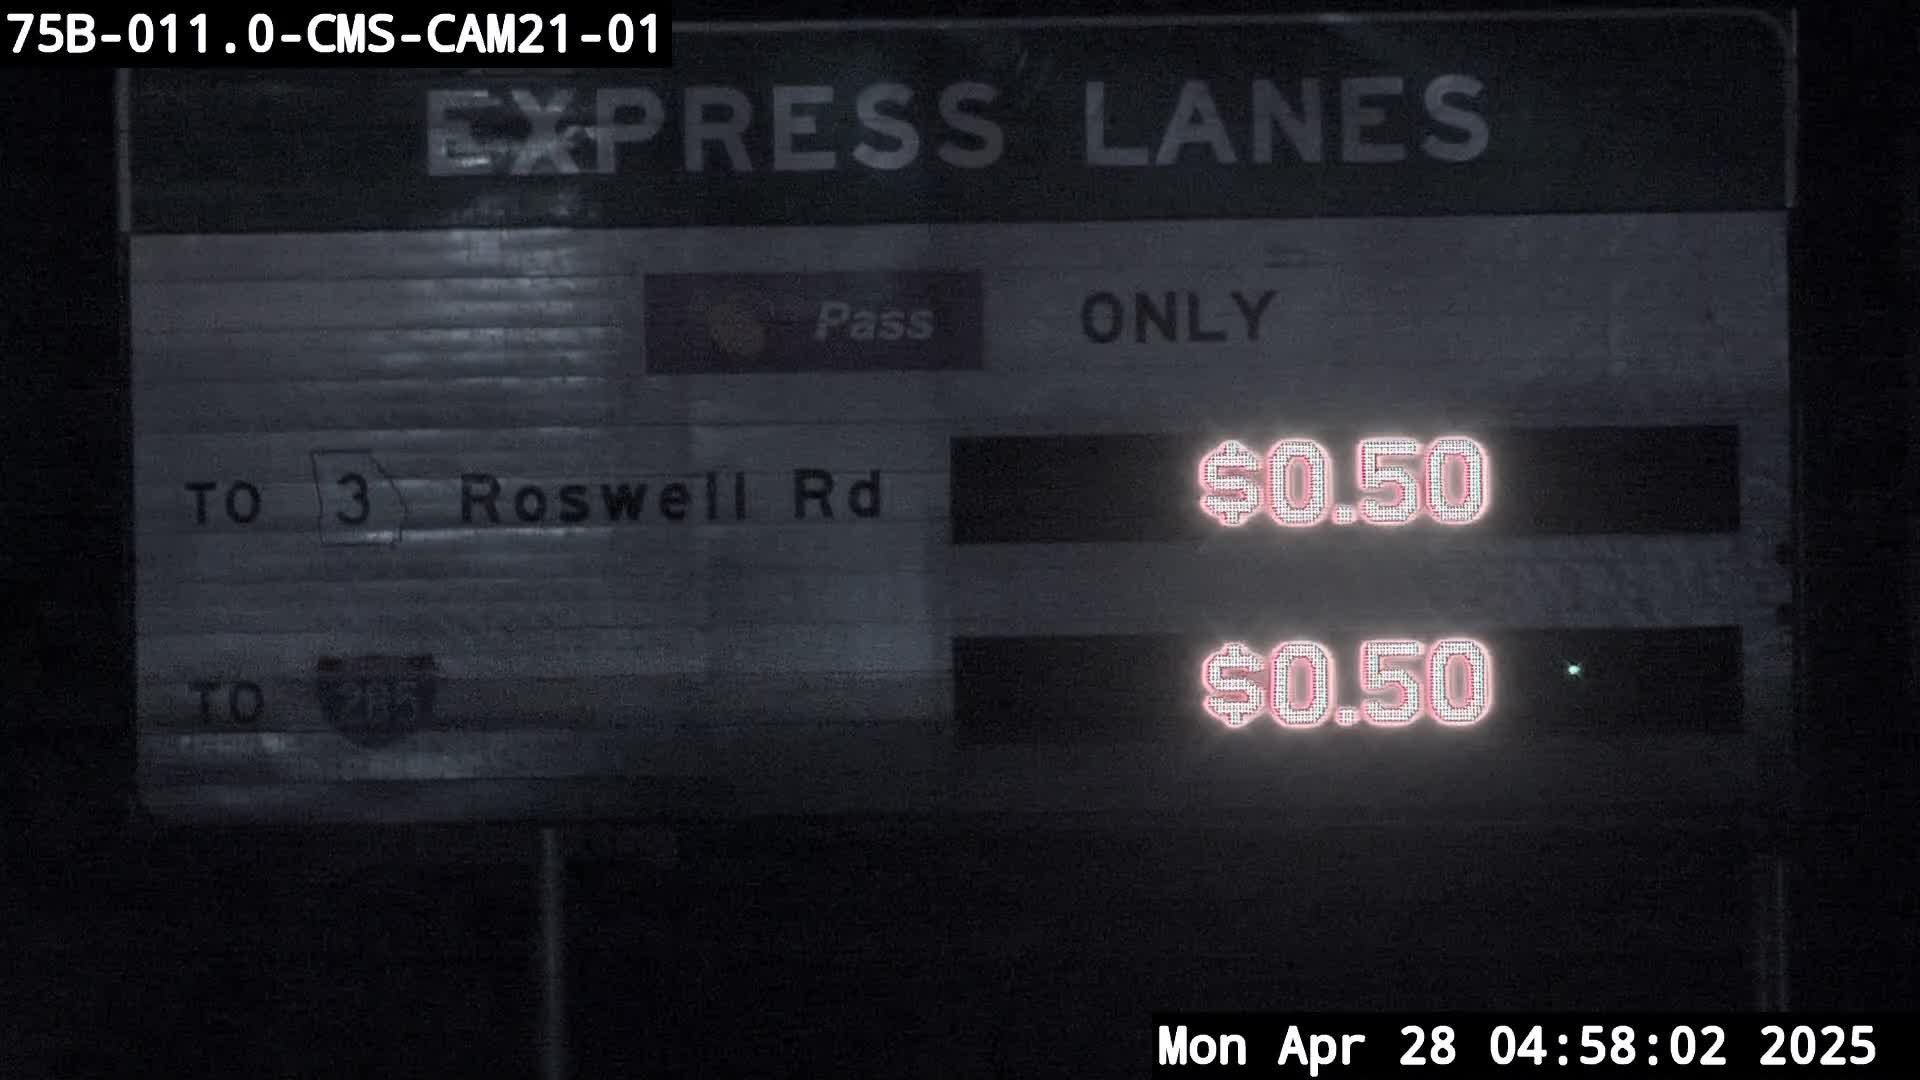 75B-011.0-CMS-CAM21-01
EXPRESS LANES
Pass ONLY
TO 3 Roswell Rd $0.50
TO 285 $0.50
Mon Apr 28 04:58:02 2025